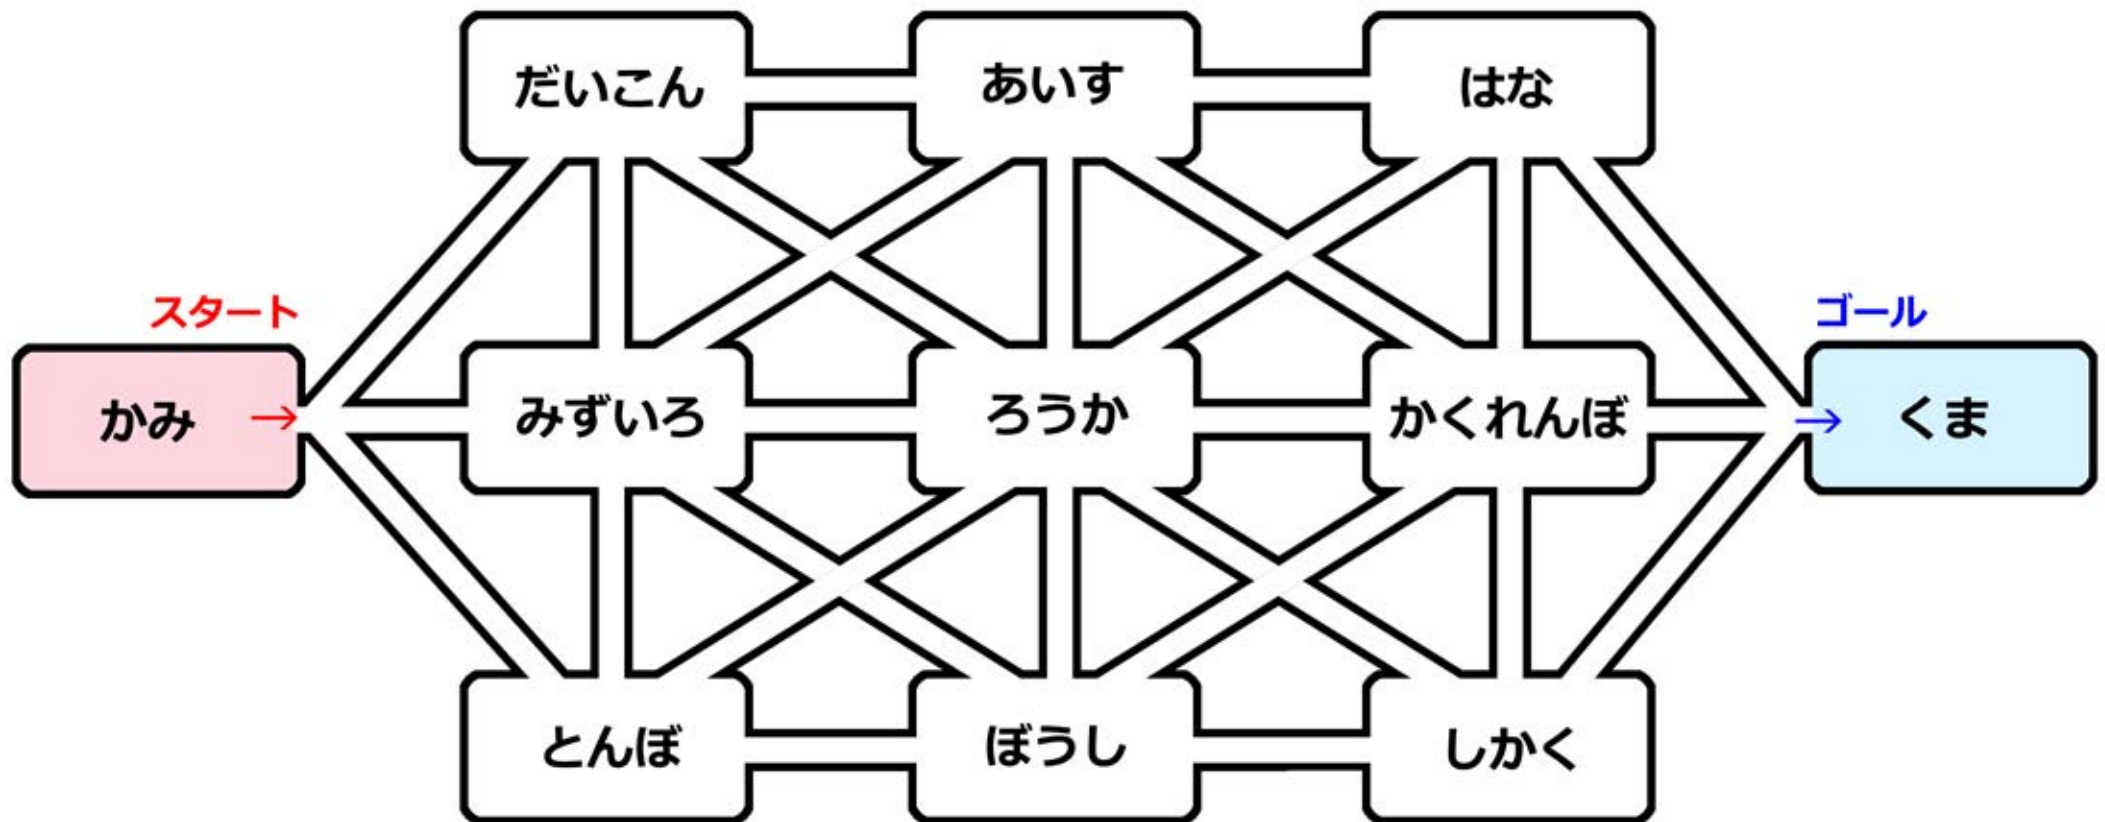 だいこん
あいす
はな
スタート
ゴール
かみ
→
みずいろ
ろうか
かくれんぼ
→
くま
とんぼ
ぼうし
しかく